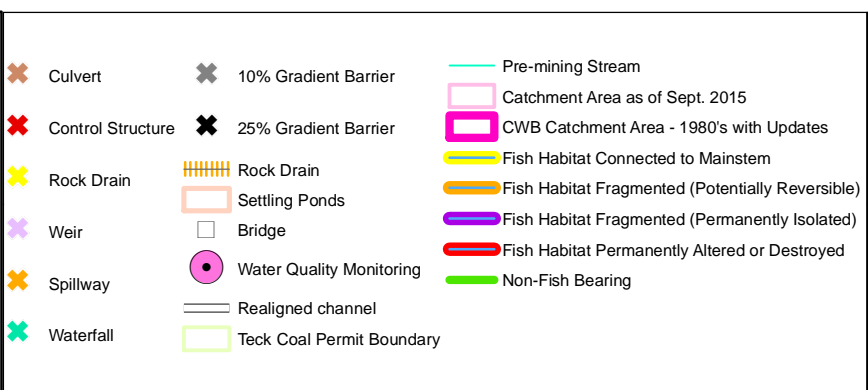 Culvert
Control Structure
Rock Drain
Weir
Spillway
Waterfall
10% Gradient Barrier
25% Gradient Barrier
Rock Drain
Settling Ponds
Bridge
Water Quality Monitoring
Realigned channel
Teck Coal Permit Boundary
Pre-mining Stream
Catchment Area as of Sept. 2015
CWB Catchment Area - 1980's with Updates
Fish Habitat Connected to Mainstem
Fish Habitat Fragmented (Potentially Reversible)
Fish Habitat Fragmented (Permanently Isolated)
Fish Habitat Permanently Altered or Destroyed
Non-Fish Bearing